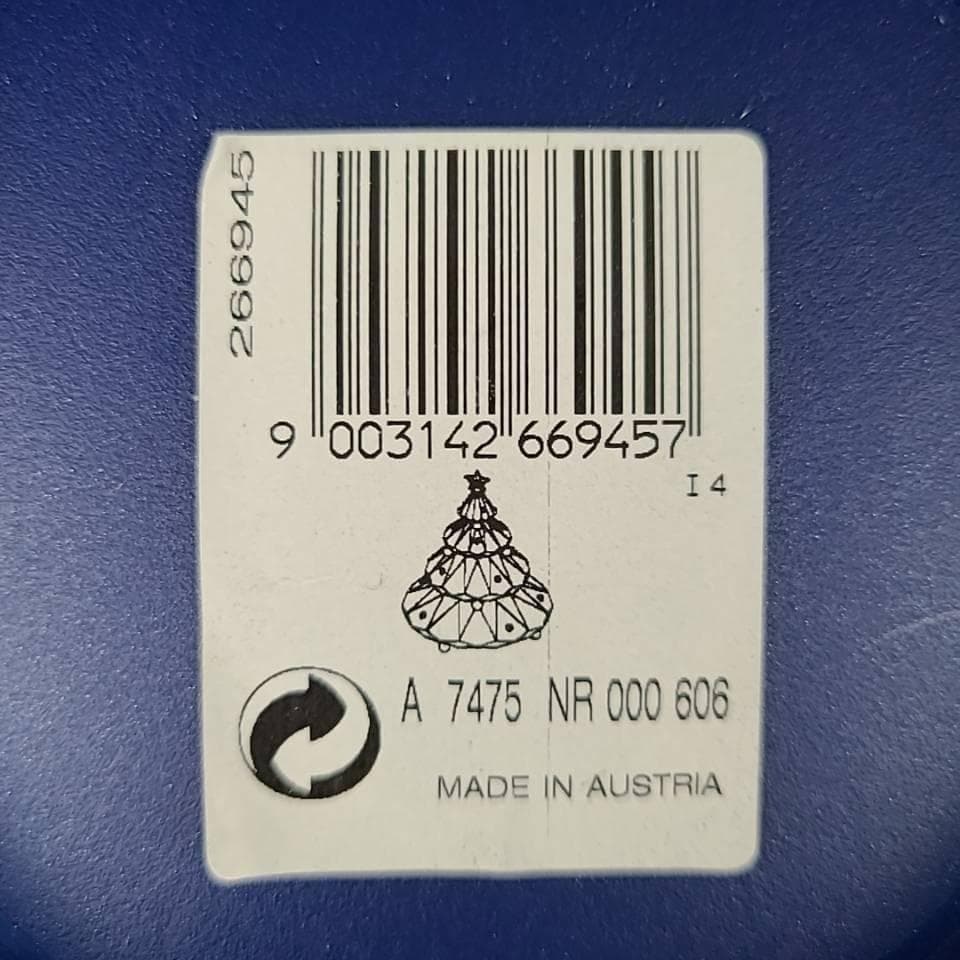 266945
9 003142 669457
I 4
A 7475 NR 000 606
MADE IN AUSTRIA